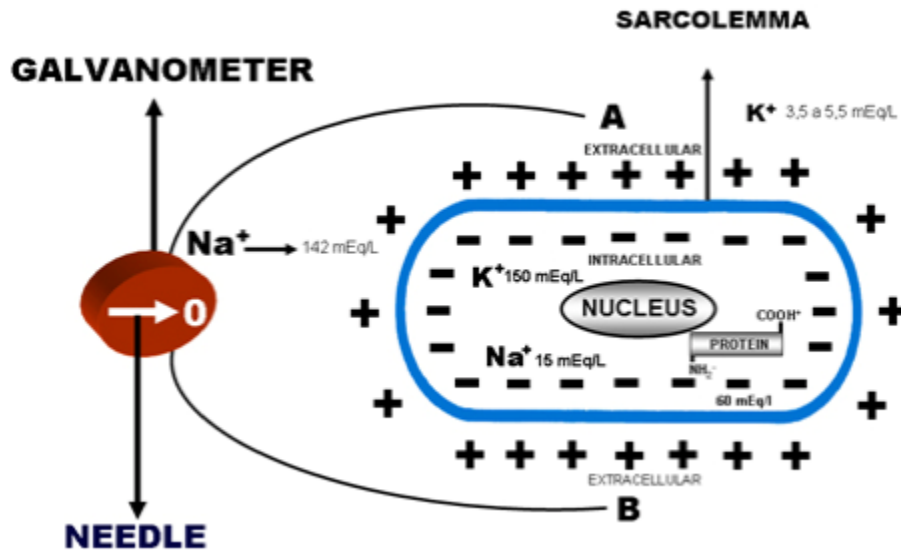 SARCOLEMMA
GALVANOMETER
A
K+ 3,5 a 5,5 mEq/L
EXTRACELLULAR
+ + + + + + +
+ +
Na+ 142 mEq/L
- - - - - - -
INTRACELLULAR
- -
K+ 150 mEq/L
NUCLEUS
COOH+
0
+ - - +
PROTEIN
- -
Na+ 15 mEq/L
NH2-
- - - - - - -
60 mEq/l
+ +
+ + + + + + +
EXTRACELLULAR
B
NEEDLE